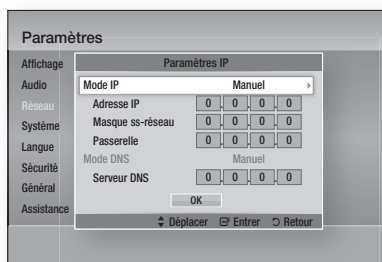 Paramètres
Affichage
Audio
Réseau
Système
Langue
Sécurité
Général
Assistance
Paramètres IP
Mode IP Manuel
Adresse IP 0 . 0 . 0 . 0
Masque ss-réseau 0 . 0 . 0 . 0
Passerelle 0 . 0 . 0 . 0
Mode DNS Manuel
Serveur DNS 0 . 0 . 0 . 0
OK
Déplacer Entrer Retour